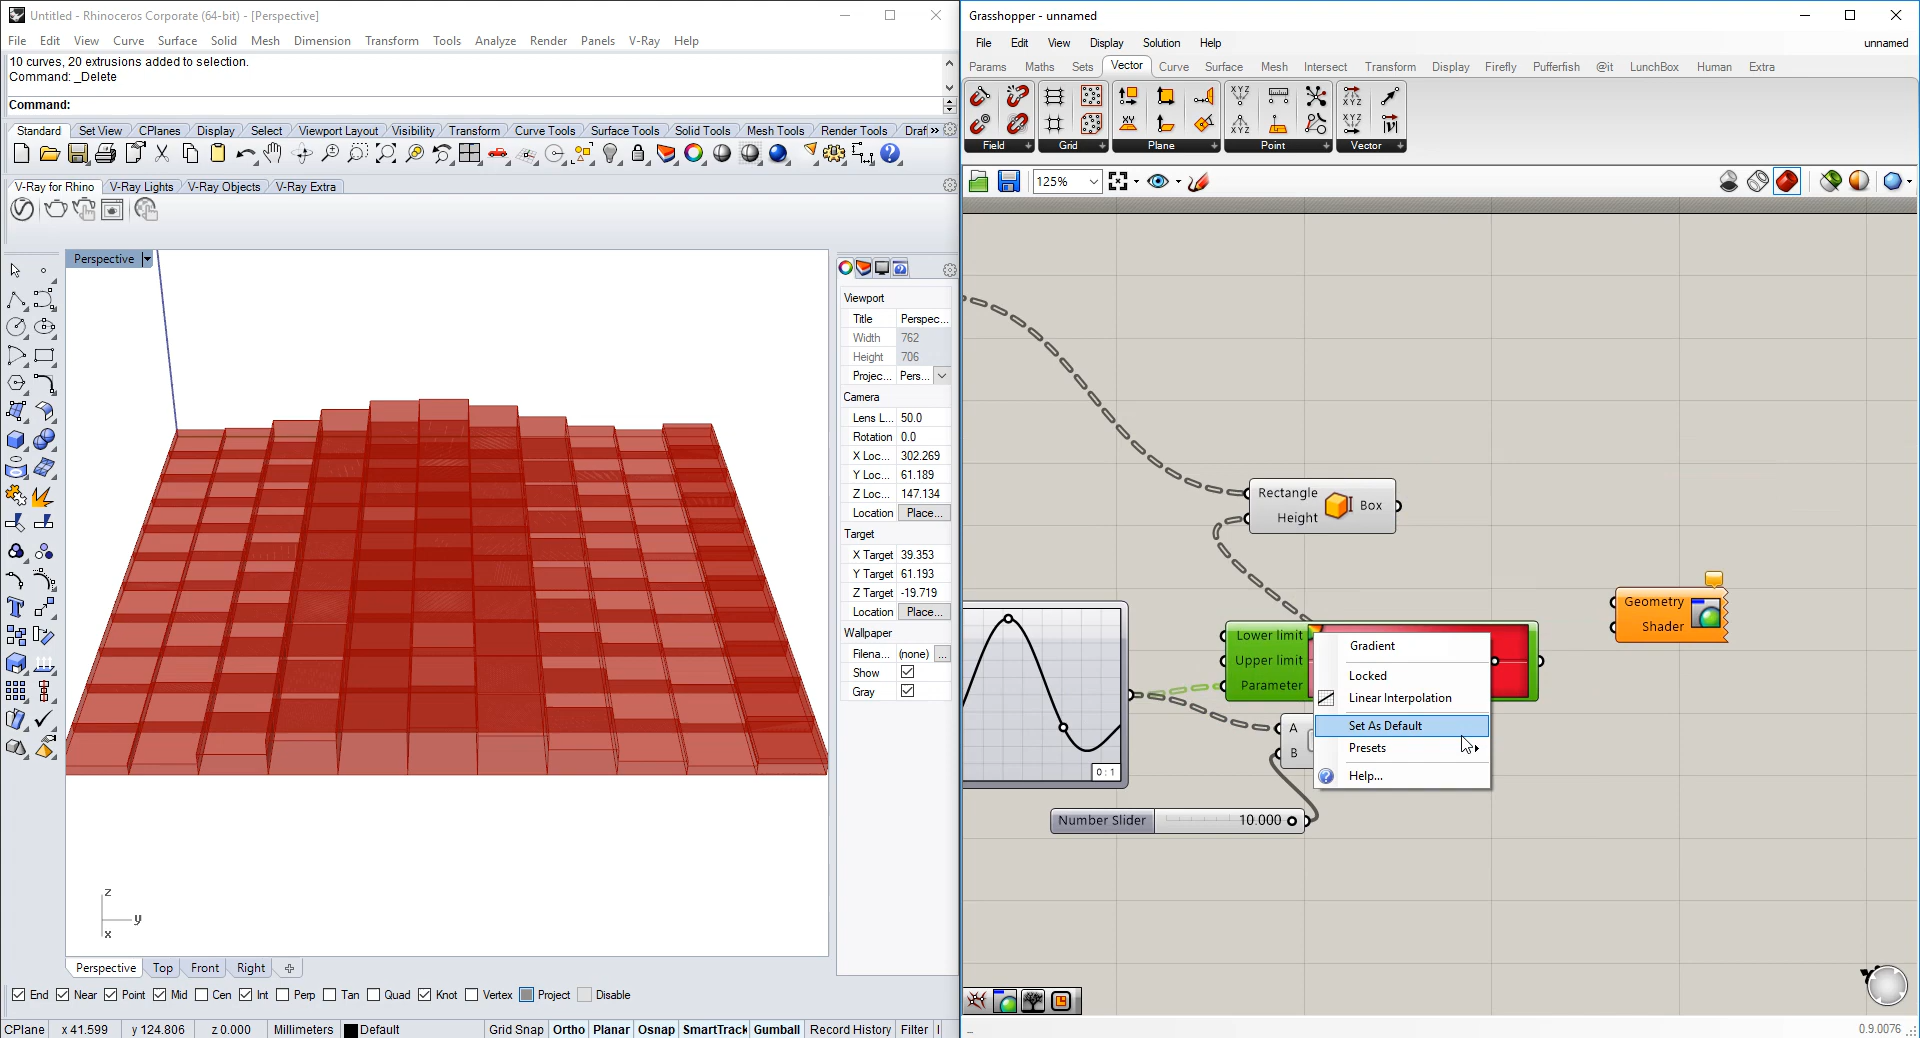 Untitled - Rhinoceros Corporate (64-bit) - [Perspective]
File Edit View Curve Surface Solid Mesh Dimension Transform Tools Analyze Render Panels V-Ray Help
10 curves, 20 extrusions added to selection.
Command: _Delete
Command:
Standard Set View CPlanes Display Select Viewport Layout Visibility Transform Curve Tools Surface Tools Solid Tools Mesh Tools Render Tools Draf »
V-Ray for Rhino V-Ray Lights V-Ray Objects V-Ray Extra
Perspective
Viewport
Title Perspec...
Width 762
Height 706
Projec... Pers...
Camera
Lens L... 50.0
Rotation 0.0
X Loc... 302.269
Y Loc... 61.189
Z Loc... 147.134
Location Place...
Target
X Target 39.353
Y Target 61.193
Z Target -19.719
Location Place...
Wallpaper
Filena... (none) ...
Show
Gray
z
y
x
Perspective Top Front Right
End Near Point Mid Cen Int Perp Tan Quad Knot Vertex Project Disable
CPlane x 41.599 y 124.806 z 0.000 Millimeters Default Grid Snap Ortho Planar Osnap SmartTrack Gumball Record History Filter
Grasshopper - unnamed
File Edit View Display Solution Help unnamed
Params Maths Sets Vector Curve Surface Mesh Intersect Transform Display Firefly Pufferfish @it LunchBox Human Extra
Field Grid Plane Point Vector
125%
Rectangle
Height
Box
Geometry
Shader
Lower limit
Upper limit
Parameter
Gradient
Locked
Linear Interpolation
Set As Default
Presets
Help...
A
B
0 : 1
Number Slider 10.000
0.9.0076